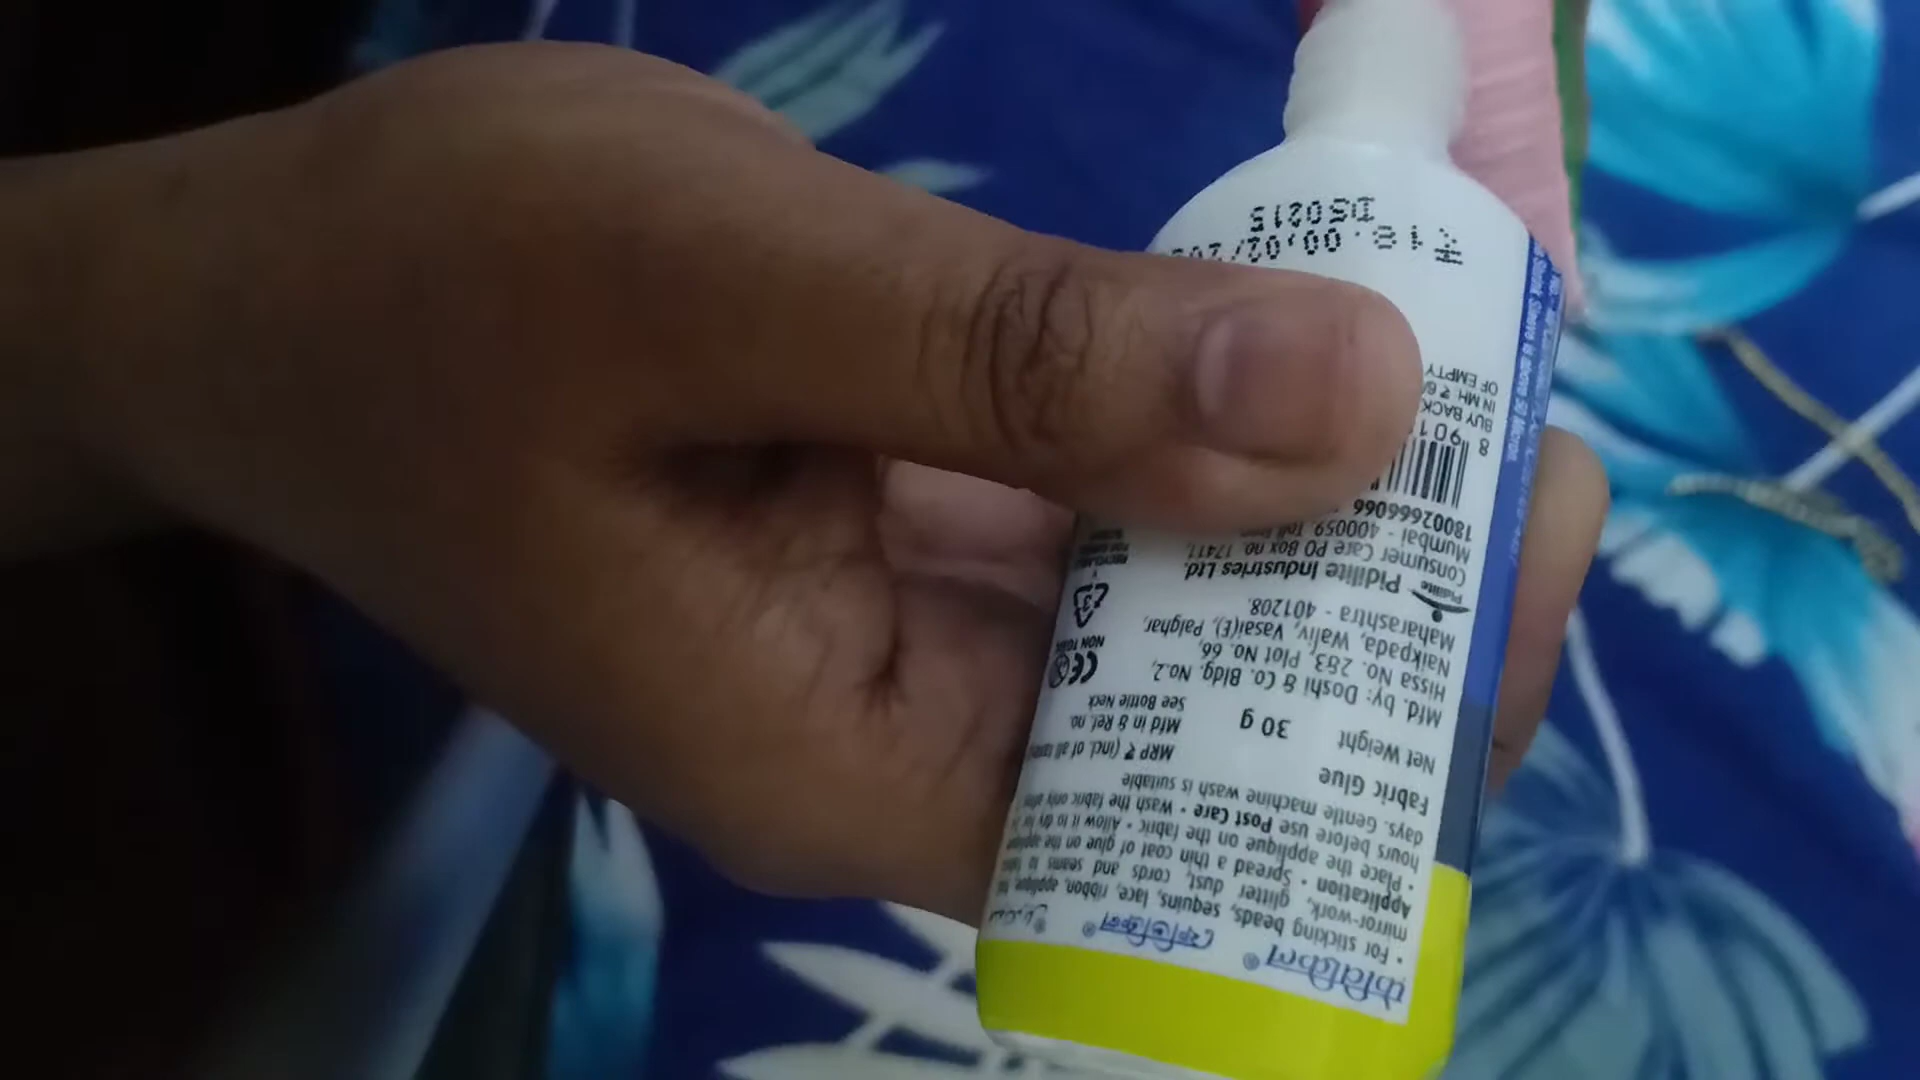 फेविक्रिल®
• For sticking beads, sequins, lace, ribbon, applique,
mirror-work, glitter dust, cords and seams to
Application • Spread a thin coat of glue on the
• Place the applique on the fabric • Allow it to dry for
hours before use Post Care • Wash the fabric only after
days. Gentle machine wash is suitable
Fabric Glue
Net Weight 30 g
MRP ₹ (incl. of all
Mfd in & Ref. no.
See Bottle Neck
Mfd. by: Doshi & Co. Bldg. No.2,
Hissa No. 283, Plot No. 66,
Naikpada, Waliv, Vasai(E), Palghar,
Maharashtra - 401208.
CE
NON
3
Pidilite
Pidilite Industries Ltd.
Consumer Care PO Box no. 17411,
Mumbai - 400059.
18002666066
8 901
BUY BACK
IN MH ₹
OF EMPTY
₹18.00,02/20
DS0215